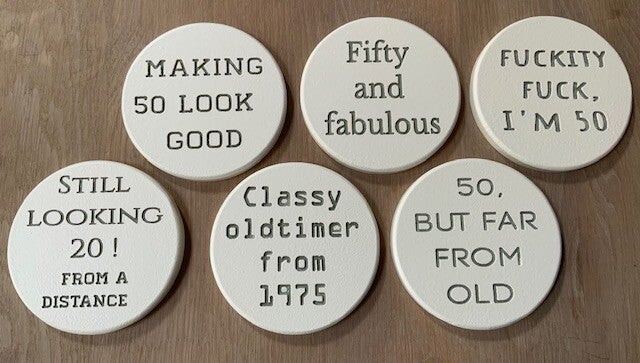 MAKING
50 LOOK
GOOD
Fifty
and
fabulous
FUCKITY
FUCK,
I'M 50
STILL
LOOKING
20 !
FROM A
DISTANCE
Classy
oldtimer
from
1975
50,
BUT FAR
FROM
OLD